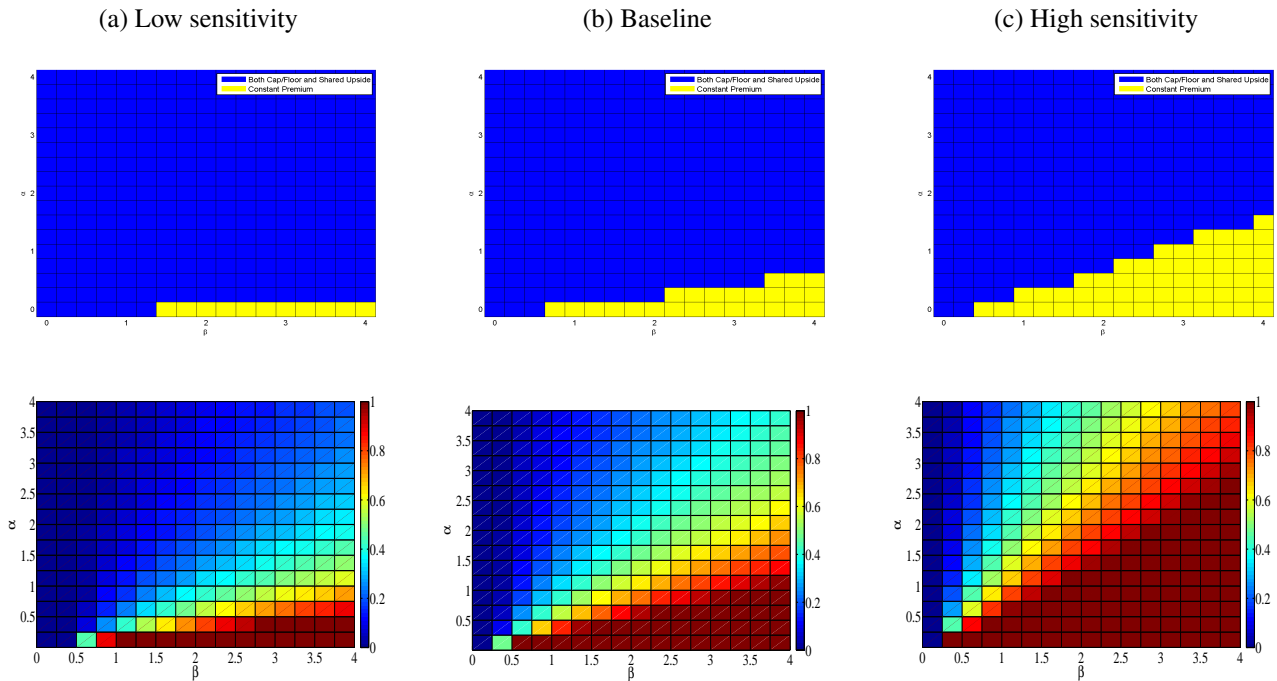 (a) Low sensitivity
(b) Baseline
(c) High sensitivity
Both Cap/Floor and Shared Upside
Constant Premium
4
3
2
1
0
α
0 1 2 3 4
β
Both Cap/Floor and Shared Upside
Constant Premium
4
3
2
1
0
α
0 1 2 3 4
β
Both Cap/Floor and Shared Upside
Constant Premium
4
3
2
1
0
α
0 1 2 3 4
β
4
3.5
3
2.5
2
1.5
1
0.5
α
0 0.5 1 1.5 2 2.5 3 3.5 4
β
1
0.8
0.6
0.4
0.2
0
4
3.5
3
2.5
2
1.5
1
0.5
α
0 0.5 1 1.5 2 2.5 3 3.5 4
β
1
0.8
0.6
0.4
0.2
0
4
3.5
3
2.5
2
1.5
1
0.5
α
0 0.5 1 1.5 2 2.5 3 3.5 4
β
1
0.8
0.6
0.4
0.2
0